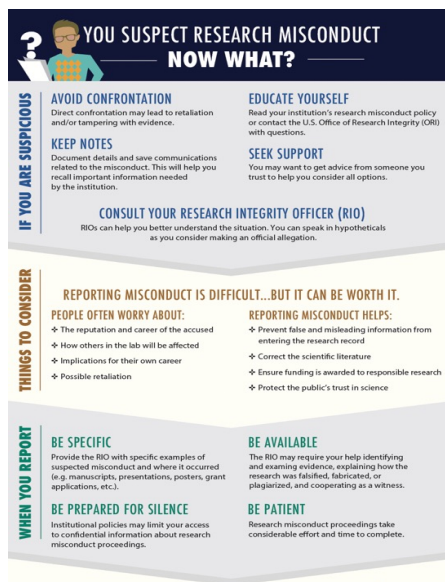 ?
YOU SUSPECT RESEARCH MISCONDUCT
NOW WHAT?
IF YOU ARE SUSPICIOUS
AVOID CONFRONTATION
Direct confrontation may lead to retaliation
and/or tampering with evidence.
KEEP NOTES
Document details and save communications
related to the misconduct. This will help you
recall important information needed
by the institution.
EDUCATE YOURSELF
Read your institution's research misconduct policy
or contact the U.S. Office of Research Integrity (ORI)
with questions.
SEEK SUPPORT
You may want to get advice from someone you
trust to help you consider all options.
CONSULT YOUR RESEARCH INTEGRITY OFFICER (RIO)
RIOs can help you better understand the situation. You can speak in hypotheticals
as you consider making an official allegation.
THINGS TO CONSIDER
REPORTING MISCONDUCT IS DIFFICULT...BUT IT CAN BE WORTH IT.
PEOPLE OFTEN WORRY ABOUT:
❖ The reputation and career of the accused
❖ How others in the lab will be affected
❖ Implications for their own career
❖ Possible retaliation
REPORTING MISCONDUCT HELPS:
❖ Prevent false and misleading information from
entering the research record
❖ Correct the scientific literature
❖ Ensure funding is awarded to responsible research
❖ Protect the public's trust in science
WHEN YOU REPORT
BE SPECIFIC
Provide the RIO with specific examples of
suspected misconduct and where it occurred
(e.g. manuscripts, presentations, posters, grant
applications, etc.).
BE PREPARED FOR SILENCE
Institutional policies may limit your access
to confidential information about research
misconduct proceedings.
BE AVAILABLE
The RIO may require your help identifying
and examining evidence, explaining how the
research was falsified, fabricated, or
plagiarized, and cooperating as a witness.
BE PATIENT
Research misconduct proceedings take
considerable effort and time to complete.